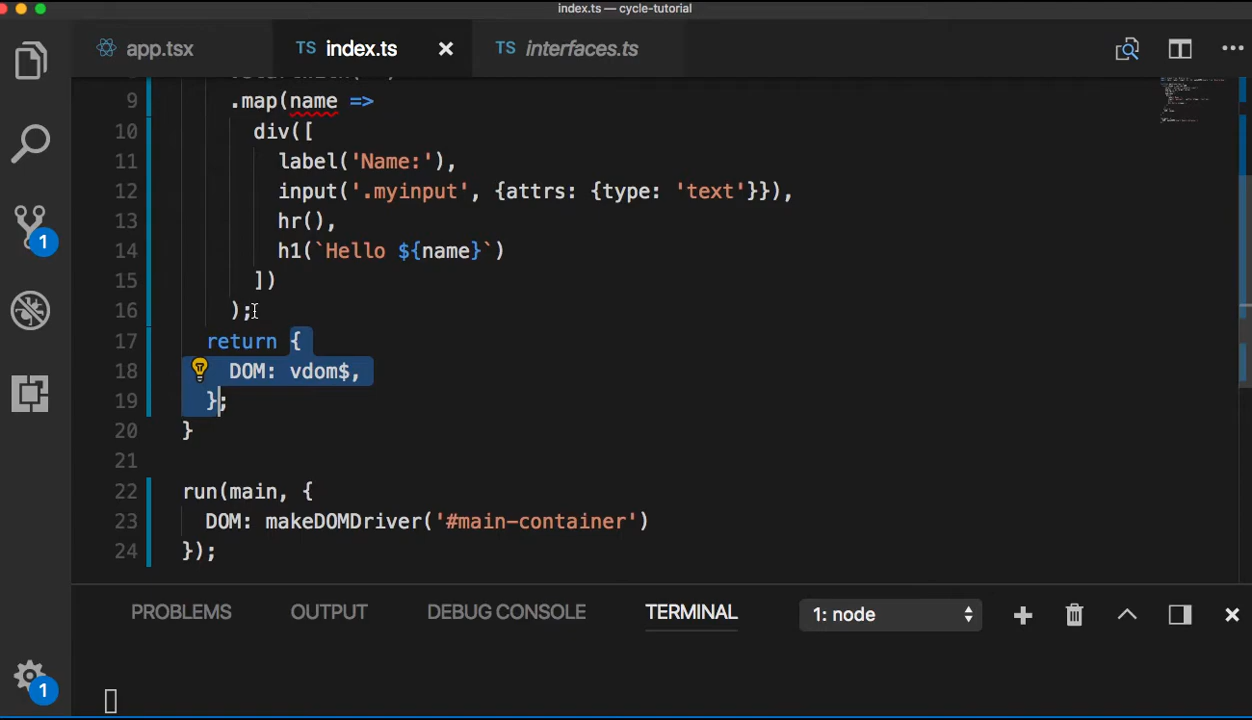 index.ts — cycle-tutorial
app.tsx
TS index.ts
TS interfaces.ts
9 .map(name =>
10 div([
11 label('Name:'),
12 input('.myinput', {attrs: {type: 'text'}}),
13 hr(),
14 h1(`Hello ${name}`)
15 ])
16 );
17 return {
18 DOM: vdom$,
19 };
20 }
21
22 run(main, {
23 DOM: makeDOMDriver('#main-container')
24 });
1
PROBLEMS OUTPUT DEBUG CONSOLE TERMINAL 1: node
1